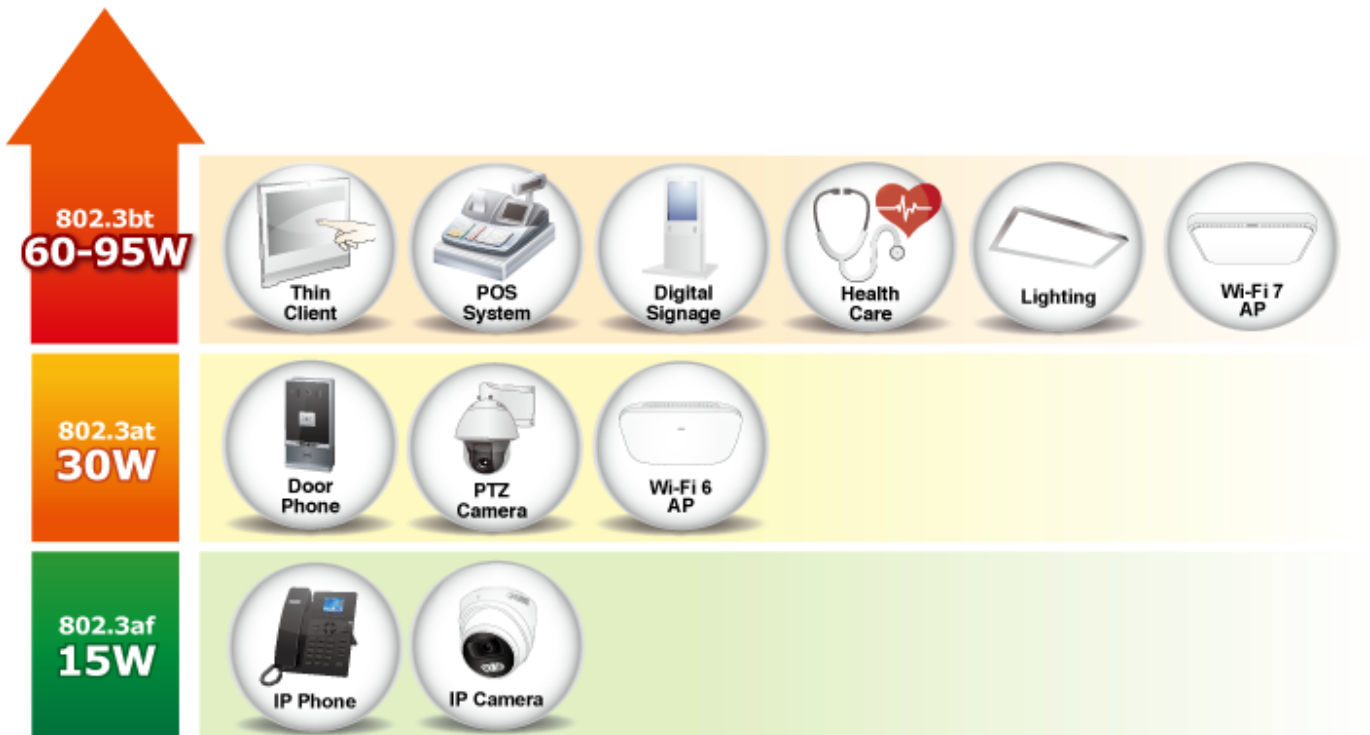 802.3bt
60-95W
Thin
Client
POS
System
Digital
Signage
Health
Care
Lighting
Wi-Fi 7
AP
802.3at
30W
Door
Phone
PTZ
Camera
Wi-Fi 6
AP
802.3af
15W
IP Phone
IP Camera